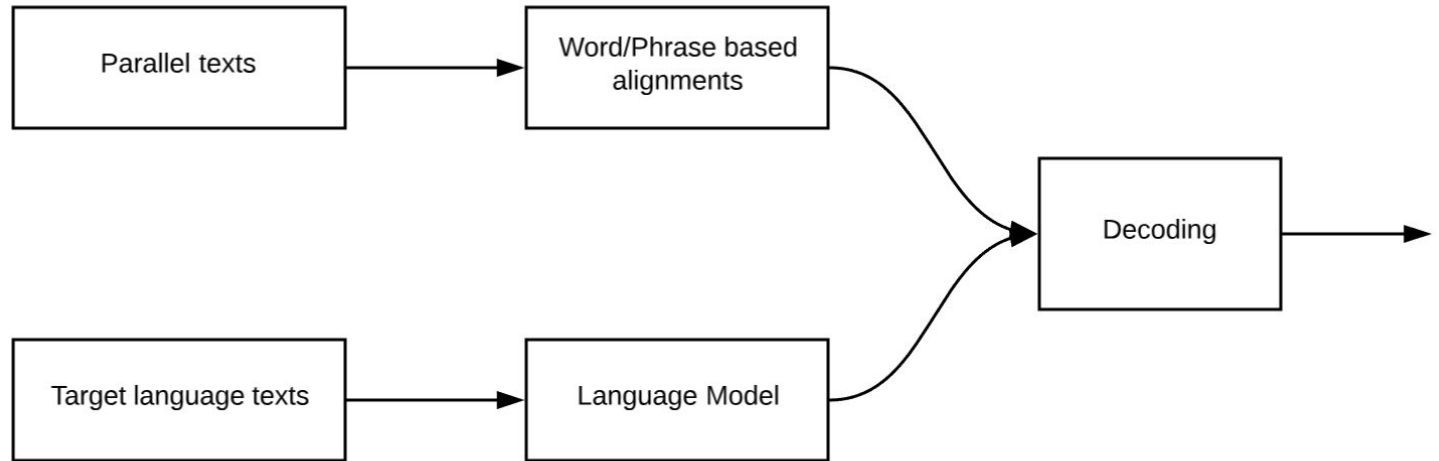 Parallel texts
Word/Phrase based
alignments
Decoding
Target language texts
Language Model